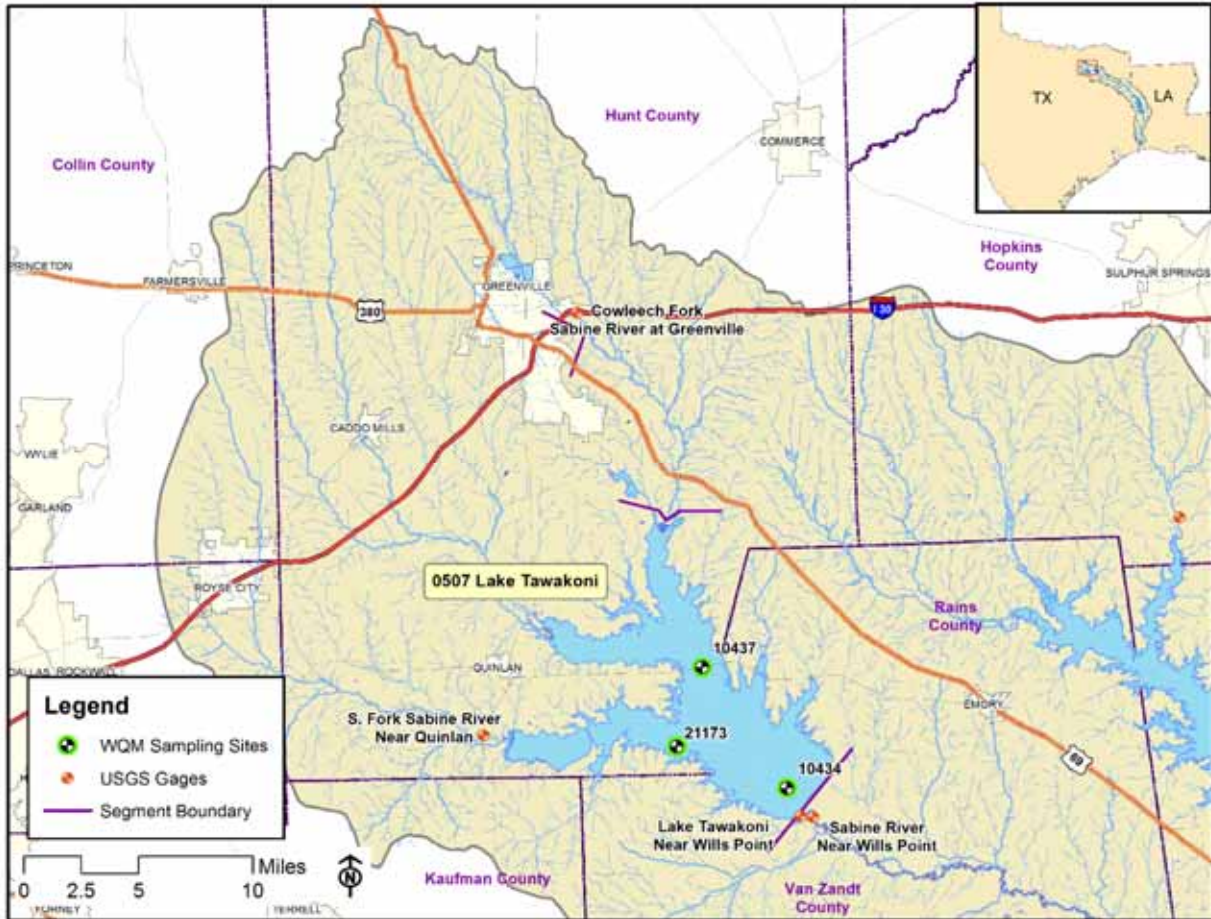 TX
LA
Hunt County
COMMERCE
Collin County
Hopkins
County
PRINCETON
FARMERSVILLE
GREENVILLE
SULPHUR SPRINGS
380
I-30
Cowleech Fork
Sabine River at Greenville
CADDO MILLS
WYLIE
GARLAND
0507 Lake Tawakoni
ROYSE CITY
Rains
County
DALLAS
ROCKWALL
QUINLAN
10437
EMORY
S. Fork Sabine River
Near Quinlan
21173
10434
69
Lake Tawakoni
Near Wills Point
Sabine River
Near Wills Point
Legend
WQM Sampling Sites
USGS Gages
Segment Boundary
Miles
0 2.5 5 10
N
Kaufman County
Van Zandt
County
FORNEY
TERRELL